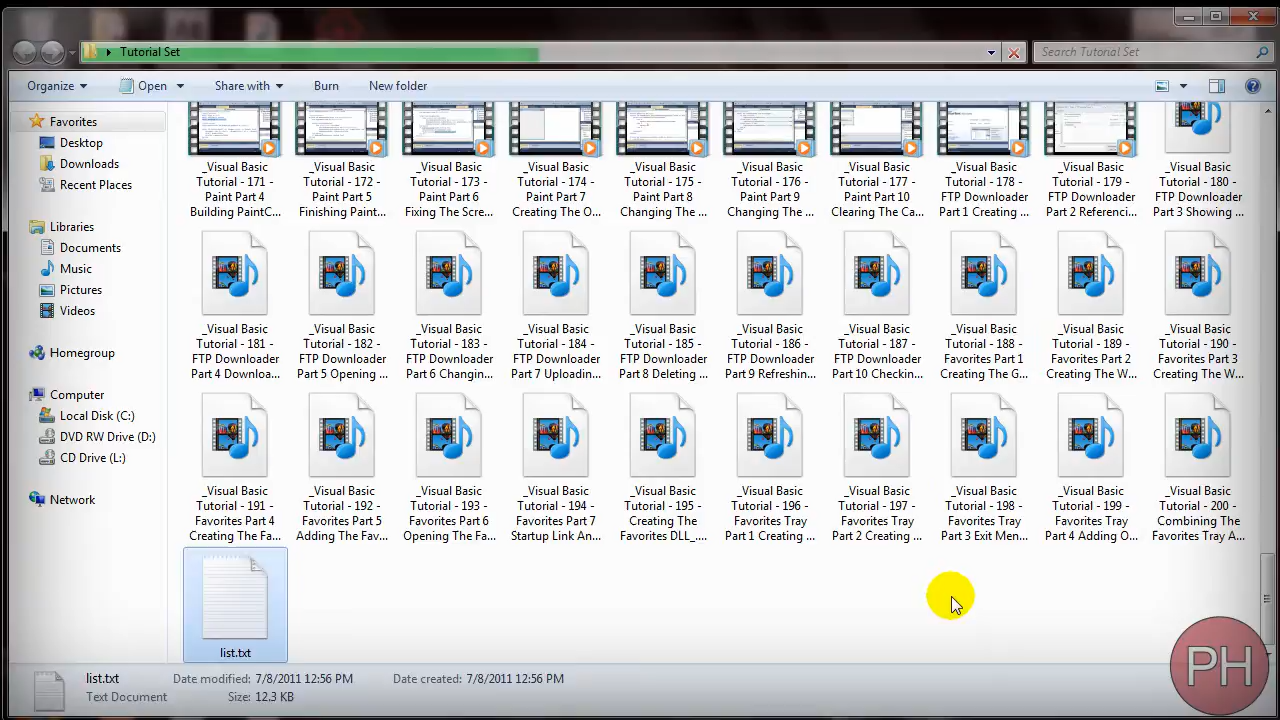 Tutorial Set
Search Tutorial Set
Organize
Open
Share with
Burn
New folder
Favorites
Desktop
Downloads
Recent Places
Libraries
Documents
Music
Pictures
Videos
Homegroup
Computer
Local Disk (C:)
DVD RW Drive (D:)
CD Drive (L:)
Network
_Visual Basic
Tutorial - 171 -
Paint Part 4
Building PaintC...
_Visual Basic
Tutorial - 172 -
Paint Part 5
Finishing Paint...
_Visual Basic
Tutorial - 173 -
Paint Part 6
Fixing The Scre...
_Visual Basic
Tutorial - 174 -
Paint Part 7
Creating The O...
_Visual Basic
Tutorial - 175 -
Paint Part 8
Changing The ...
_Visual Basic
Tutorial - 176 -
Paint Part 9
Changing The ...
_Visual Basic
Tutorial - 177 -
Paint Part 10
Clearing The Ca...
_Visual Basic
Tutorial - 178 -
FTP Downloader
Part 1 Creating ...
_Visual Basic
Tutorial - 179 -
FTP Downloader
Part 2 Referenci...
_Visual Basic
Tutorial - 180 -
FTP Downloader
Part 3 Showing ...
_Visual Basic
Tutorial - 181 -
FTP Downloader
Part 4 Downloa...
_Visual Basic
Tutorial - 182 -
FTP Downloader
Part 5 Opening ...
_Visual Basic
Tutorial - 183 -
FTP Downloader
Part 6 Changin...
_Visual Basic
Tutorial - 184 -
FTP Downloader
Part 7 Uploadin...
_Visual Basic
Tutorial - 185 -
FTP Downloader
Part 8 Deleting ...
_Visual Basic
Tutorial - 186 -
FTP Downloader
Part 9 Refreshin...
_Visual Basic
Tutorial - 187 -
FTP Downloader
Part 10 Checkin...
_Visual Basic
Tutorial - 188 -
Favorites Part 1
Creating The G...
_Visual Basic
Tutorial - 189 -
Favorites Part 2
Creating The W...
_Visual Basic
Tutorial - 190 -
Favorites Part 3
Creating The W...
_Visual Basic
Tutorial - 191 -
Favorites Part 4
Creating The Fa...
_Visual Basic
Tutorial - 192 -
Favorites Part 5
Adding The Fav...
_Visual Basic
Tutorial - 193 -
Favorites Part 6
Opening The Fa...
_Visual Basic
Tutorial - 194 -
Favorites Part 7
Startup Link An...
_Visual Basic
Tutorial - 195 -
Creating The
Favorites DLL_....
_Visual Basic
Tutorial - 196 -
Favorites Tray
Part 1 Creating ...
_Visual Basic
Tutorial - 197 -
Favorites Tray
Part 2 Creating ...
_Visual Basic
Tutorial - 198 -
Favorites Tray
Part 3 Exit Men...
_Visual Basic
Tutorial - 199 -
Favorites Tray
Part 4 Adding O...
_Visual Basic
Tutorial - 200 -
Combining The
Favorites Tray A...
list.txt
list.txt
Date modified: 7/8/2011 12:56 PM
Date created: 7/8/2011 12:56 PM
Text Document
Size: 12.3 KB
PH